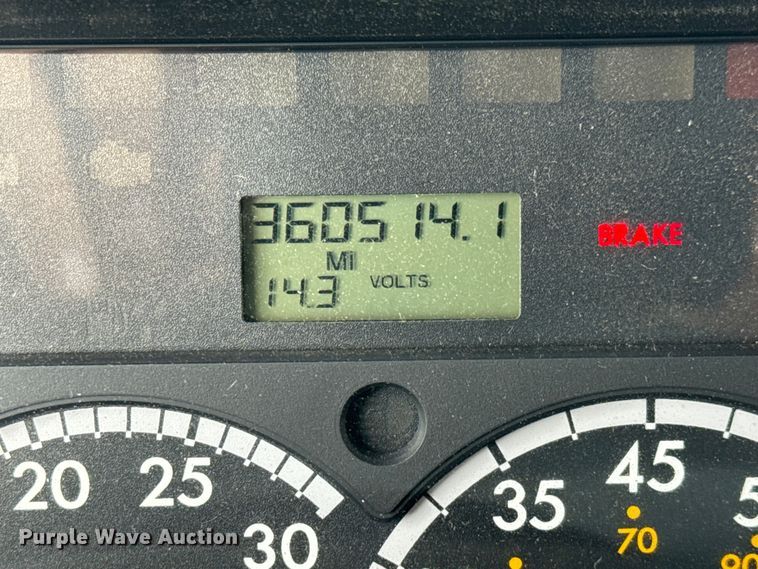 360514.1
MI
BRAKE
14.3 VOLTS
20 25 30
35 45
70
Purple Wave Auction